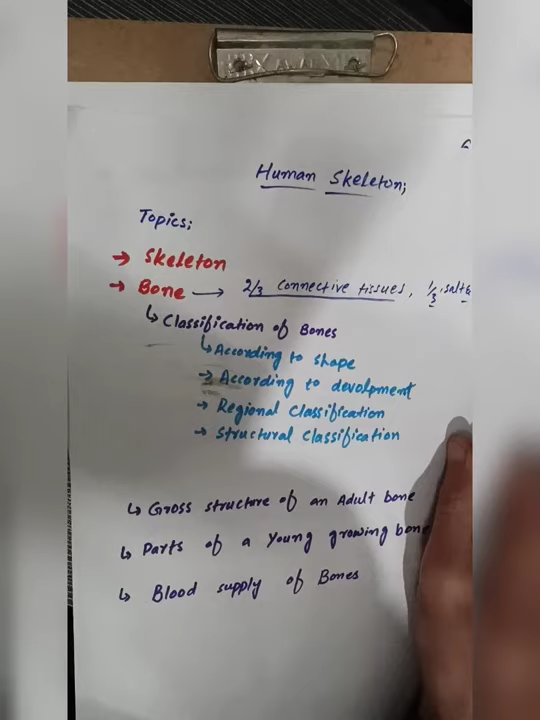 Human Skeleton;
Topics;
→ Skeleton
→ Bone → 2/3 connective tissues, 1/3 salts
↳ Classification of Bones
↳ According to shape
→ According to devolpment
→ Regional Classification
→ Structural Classification
↳ Gross structure of an Adult bone
↳ Parts of a Young growing bone
↳ Blood supply of Bones